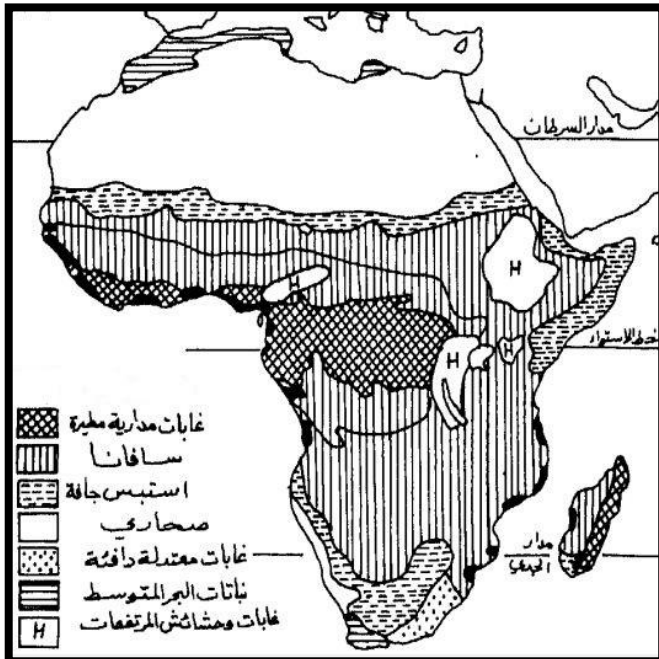 مدار السرطان
H
خط الاستواء
H
H
H
مدار
الجدي
غابات مدارية مطيرة
سافانا
استبس جافة
صحاري
غابات معتدلة دافئة
نباتات البحر المتوسط
غابات وحشائش المرتفعات
H